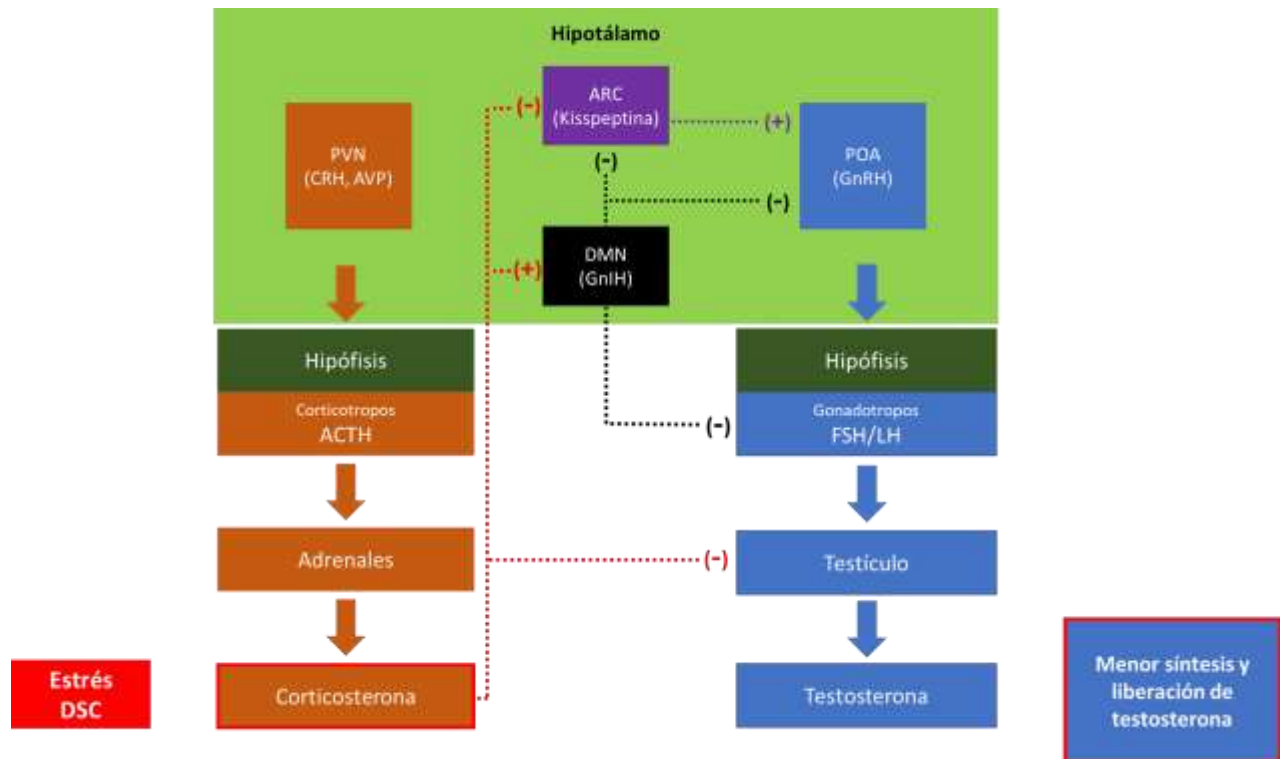 Hipotálamo
ARC
(Kisspeptina)
(-)
(+)
PVN
(CRH, AVP)
POA
(GnRH)
(-)
(-)
DMN
(GnIH)
(+)
Hipófisis
Corticotropos
ACTH
Hipófisis
Gonadotropos
FSH/LH
(-)
Adrenales
(-)
Testículo
Estrés
DSC
Corticosterona
Testosterona
Menor síntesis y
liberación de
testosterona